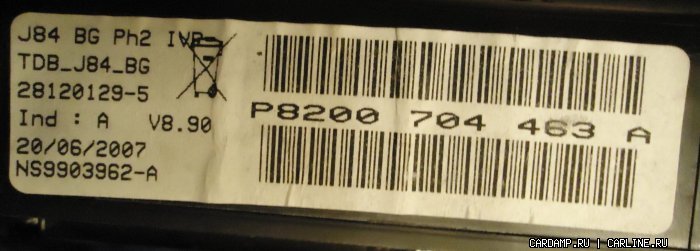 J84 BG Ph2 IVP
TDB_J84_BG
28120129-5
Ind : A V8.90
20/06/2007
NS9903962-A
P8200 704 463 A
CARDAMP.RU | CARLINE.RU